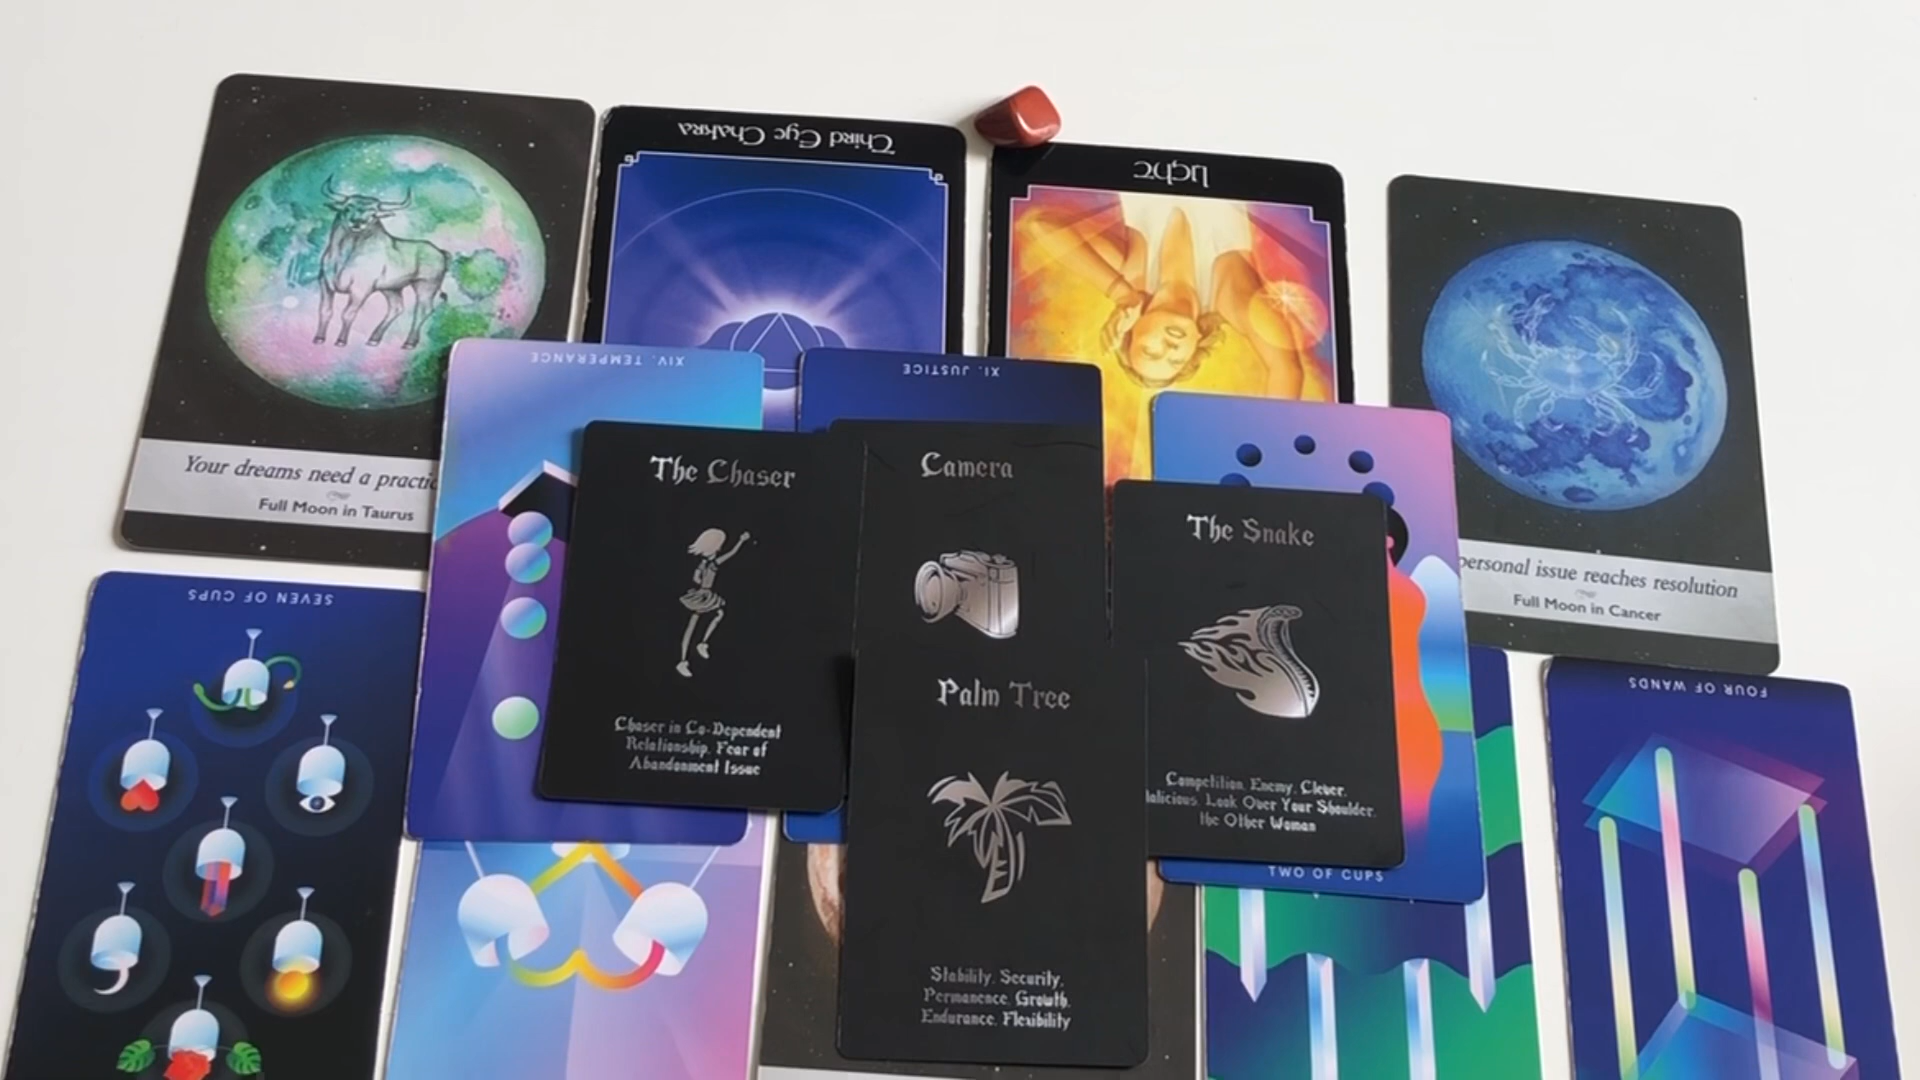 Third Eye Chakra
Light
Your dreams need a
Full Moon in Taurus
personal issue reaches resolution
Full Moon in Cancer
XIV. TEMPERANCE
XI. JUSTICE
The Chaser
Chaser in Co-Dependent
Relationship. Fear of
Abandonment Issue
Camera
The Snake
Competition. Enemy. Clever.
Look Over Your Shoulder.
the Other Woman
TWO OF CUPS
SEVEN OF CUPS
Palm Tree
Stability. Security.
Permanence. Growth.
Endurance. Flexibility
FOUR OF WANDS